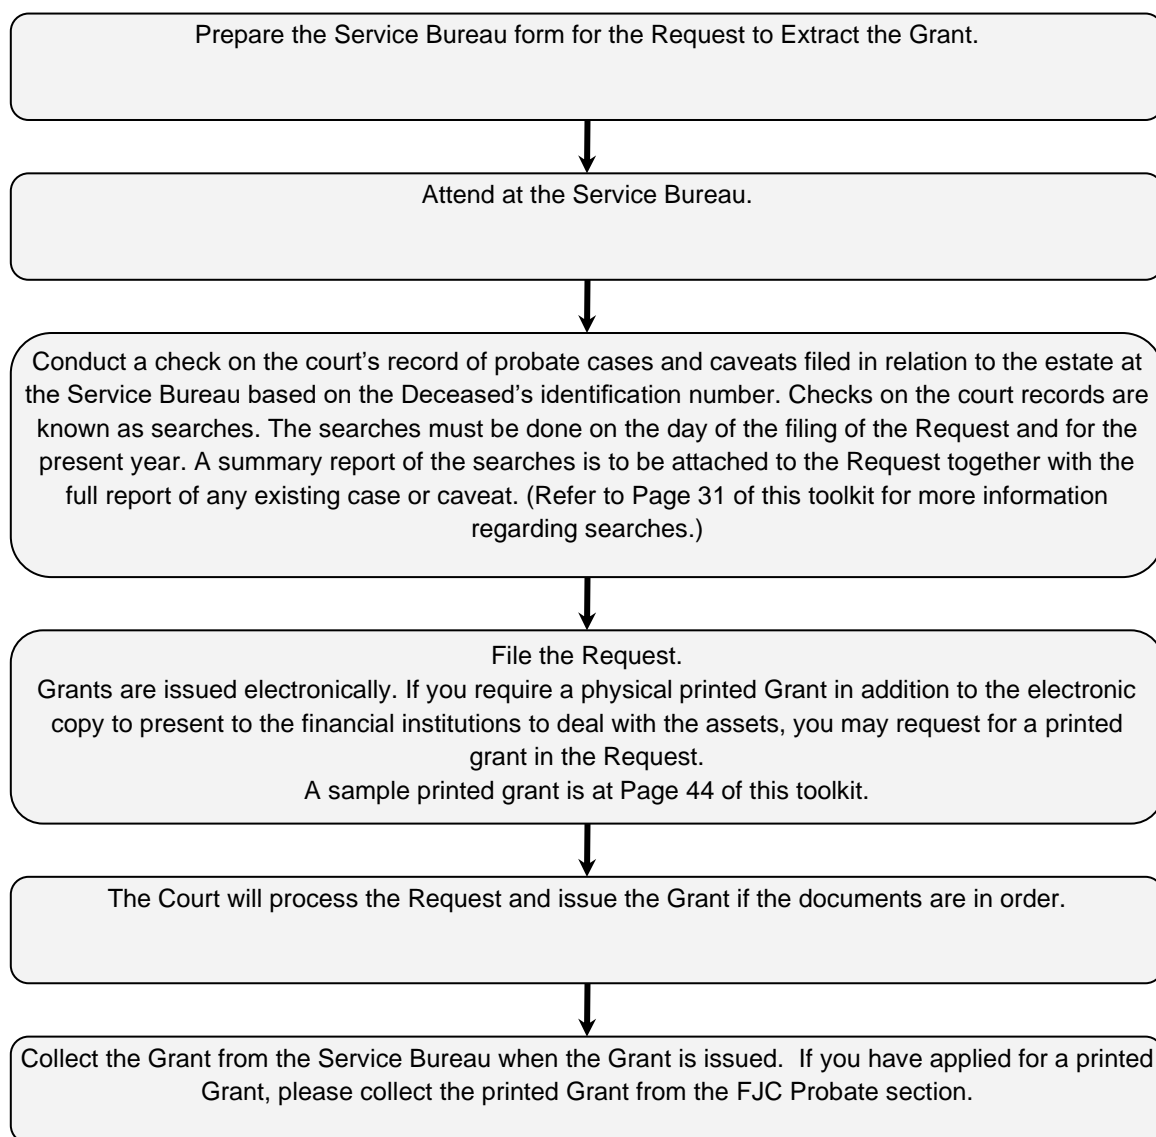 Prepare the Service Bureau form for the Request to Extract the Grant.
Attend at the Service Bureau.
Conduct a check on the court’s record of probate cases and caveats filed in relation to the estate at
the Service Bureau based on the Deceased’s identification number. Checks on the court records are
known as searches. The searches must be done on the day of the filing of the Request and for the
present year. A summary report of the searches is to be attached to the Request together with the
full report of any existing case or caveat. (Refer to Page 31 of this toolkit for more information
regarding searches.)
File the Request.
Grants are issued electronically. If you require a physical printed Grant in addition to the electronic
copy to present to the financial institutions to deal with the assets, you may request for a printed
grant in the Request.
A sample printed grant is at Page 44 of this toolkit.
The Court will process the Request and issue the Grant if the documents are in order.
Collect the Grant from the Service Bureau when the Grant is issued.  If you have applied for a printed
Grant, please collect the printed Grant from the FJC Probate section.